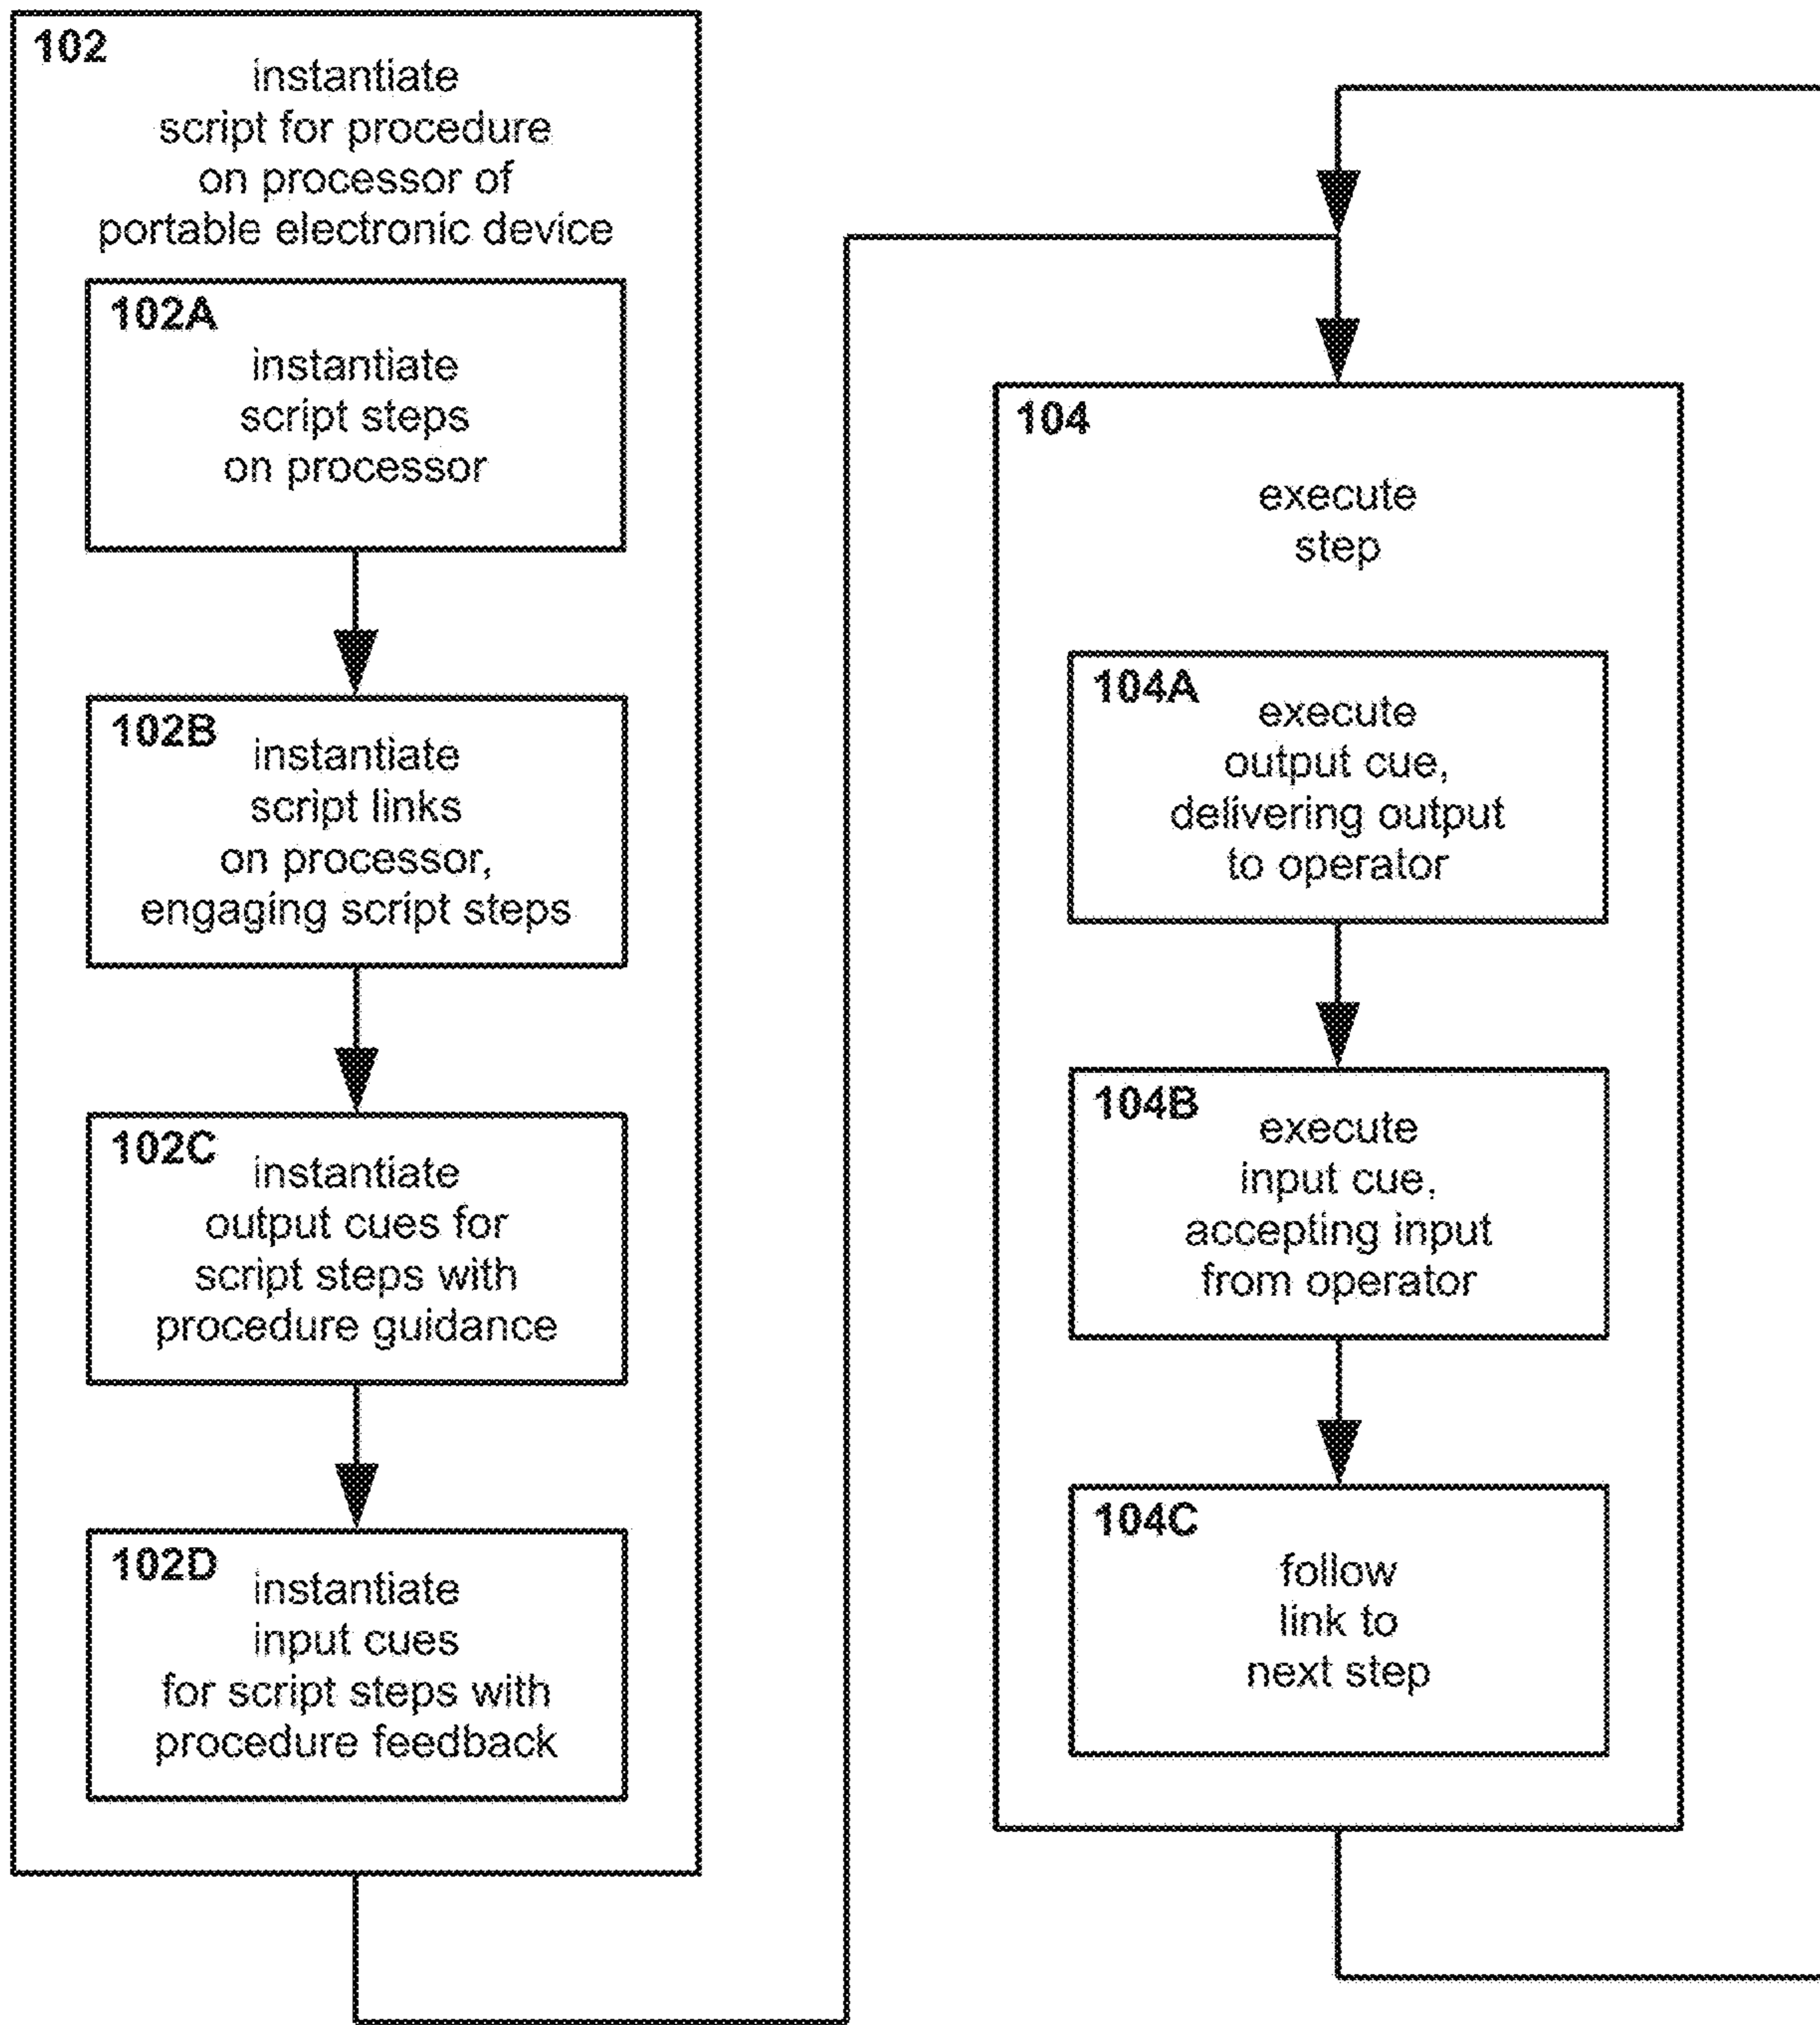 102
instantiate
script for procedure
on processor of
portable electronic device
102A
instantiate
script steps
on processor
102B
instantiate
script links
on processor,
engaging script steps
102C
instantiate
output cues for
script steps with
procedure guidance
102D
instantiate
input cues
for script steps with
procedure feedback
104
execute
step
104A
execute
output cue,
delivering output
to operator
104B
execute
input cue,
accepting input
from operator
104C
follow
link to
next step